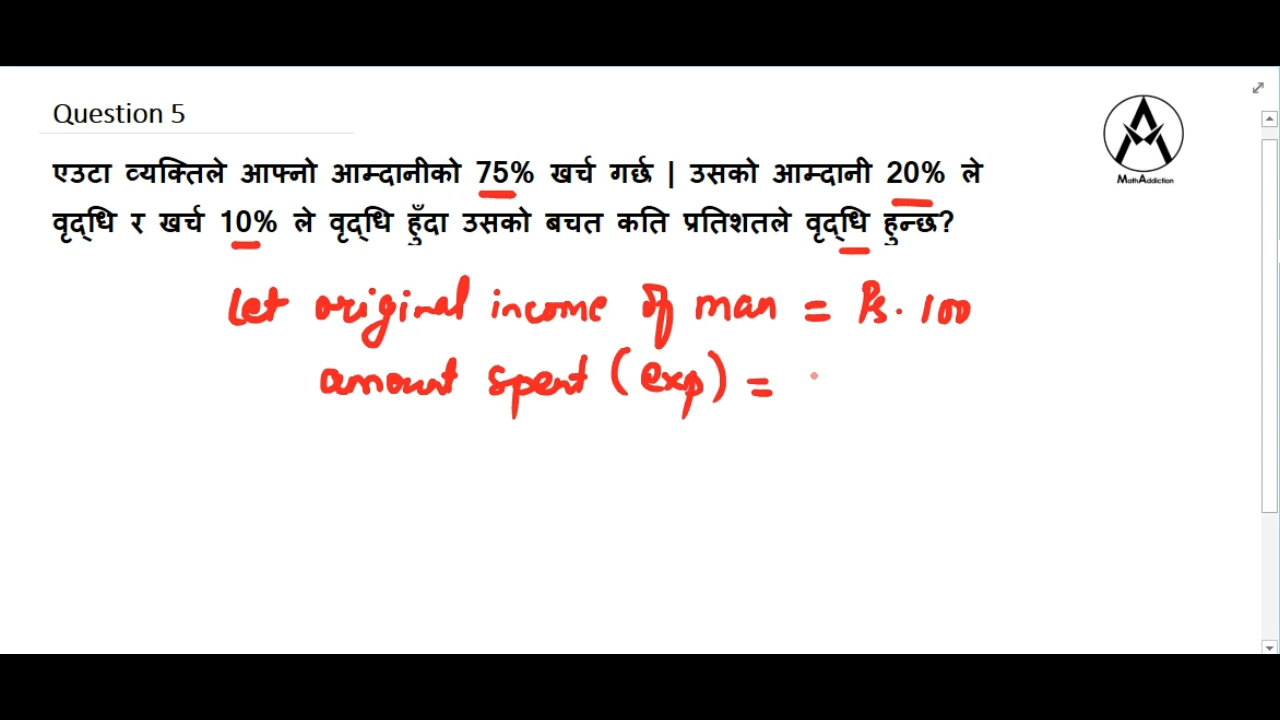 Question 5
MathAddiction
एउटा व्यक्तिले आफ्नो आम्दानीको 75% खर्च गर्छ | उसको आम्दानी 20% ले
वृद्धि र खर्च 10% ले वृद्धि हुँदा उसको बचत कति प्रतिशतले वृद्धि हुन्छ?
Let original income of man = Rs. 100
amount spent (exp) =